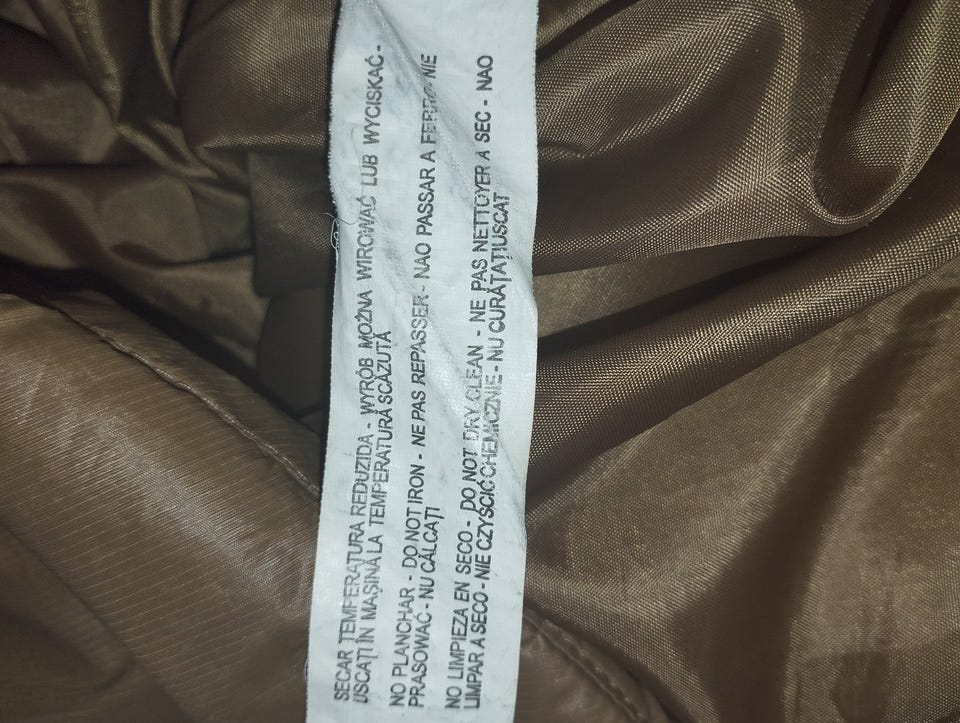 SECAR TEMPERATURA REDUZIDA - WYRÓB MOŻNA WIROWAĆ LUB WYCISKAĆ -
USCAȚI ÎN MAȘINĂ LA TEMPERATURĂ SCĂZUTĂ
NO PLANCHAR - DO NOT IRON - NE PAS REPASSER - NAO PASSAR A FERRO - NIE
PRASOWAĆ - NU CĂLCAȚI
NO LIMPIEZA EN SECO - DO NOT DRY CLEAN - NE PAS NETTOYER A SEC - NAO
LIMPAR A SECO - NIE CZYŚCIĆ CHEMICZNIE - NU CURĂȚAȚI USCAT